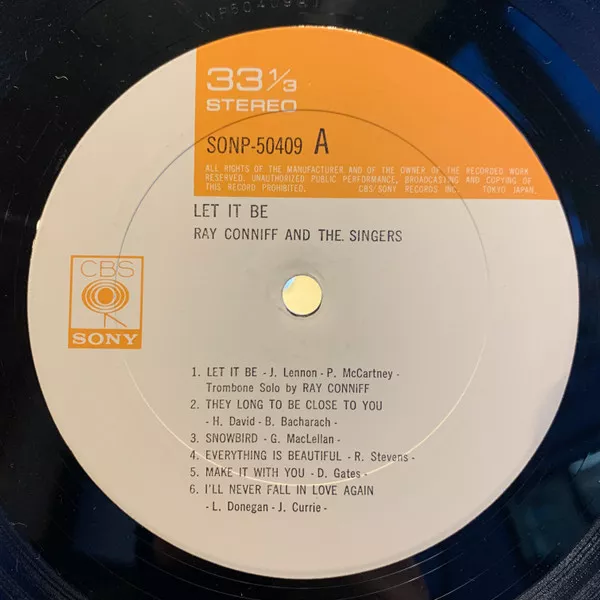 33 1/3
STEREO
SONP-50409 A
ALL RIGHTS OF THE MANUFACTURER AND OF THE OWNER OF THE RECORDED WORK
RESERVED. UNAUTHORIZED PUBLIC PERFORMANCE, BROADCASTING AND COPYING OF
THIS RECORD PROHIBITED. CBS/SONY RECORDS INC. TOKYO JAPAN.
LET IT BE
RAY CONNIFF AND THE. SINGERS
CBS
SONY
1. LET IT BE - J. Lennon - P. McCartney -
Trombone Solo by RAY CONNIFF
2. THEY LONG TO BE CLOSE TO YOU
- H. David - B. Bacharach -
3. SNOWBIRD - G. MacLellan -
4. EVERYTHING IS BEAUTIFUL - R. Stevens -
5. MAKE IT WITH YOU - D. Gates -
6. I'LL NEVER FALL IN LOVE AGAIN
- L. Donegan - J. Currie -